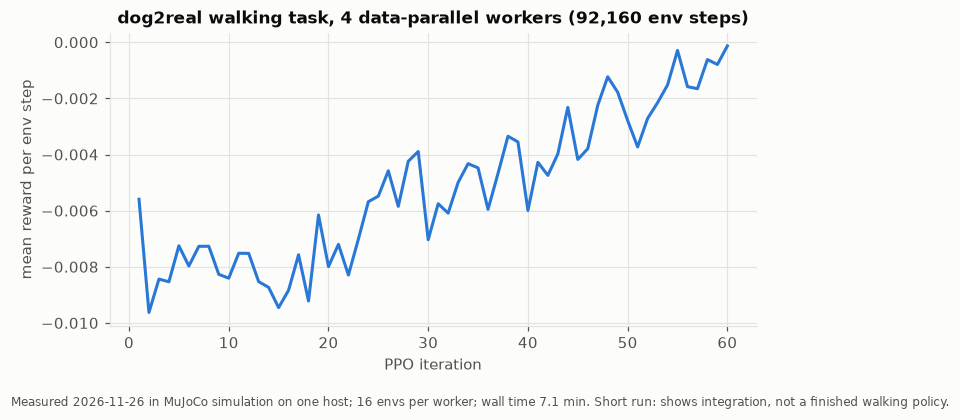 dog2real walking task, 4 data-parallel workers (92,160 env steps)
mean reward per env step
0.000
−0.002
−0.004
−0.006
−0.008
−0.010
0 10 20 30 40 50 60
PPO iteration
Measured 2026-11-26 in MuJoCo simulation on one host; 16 envs per worker; wall time 7.1 min. Short run: shows integration, not a finished walking policy.